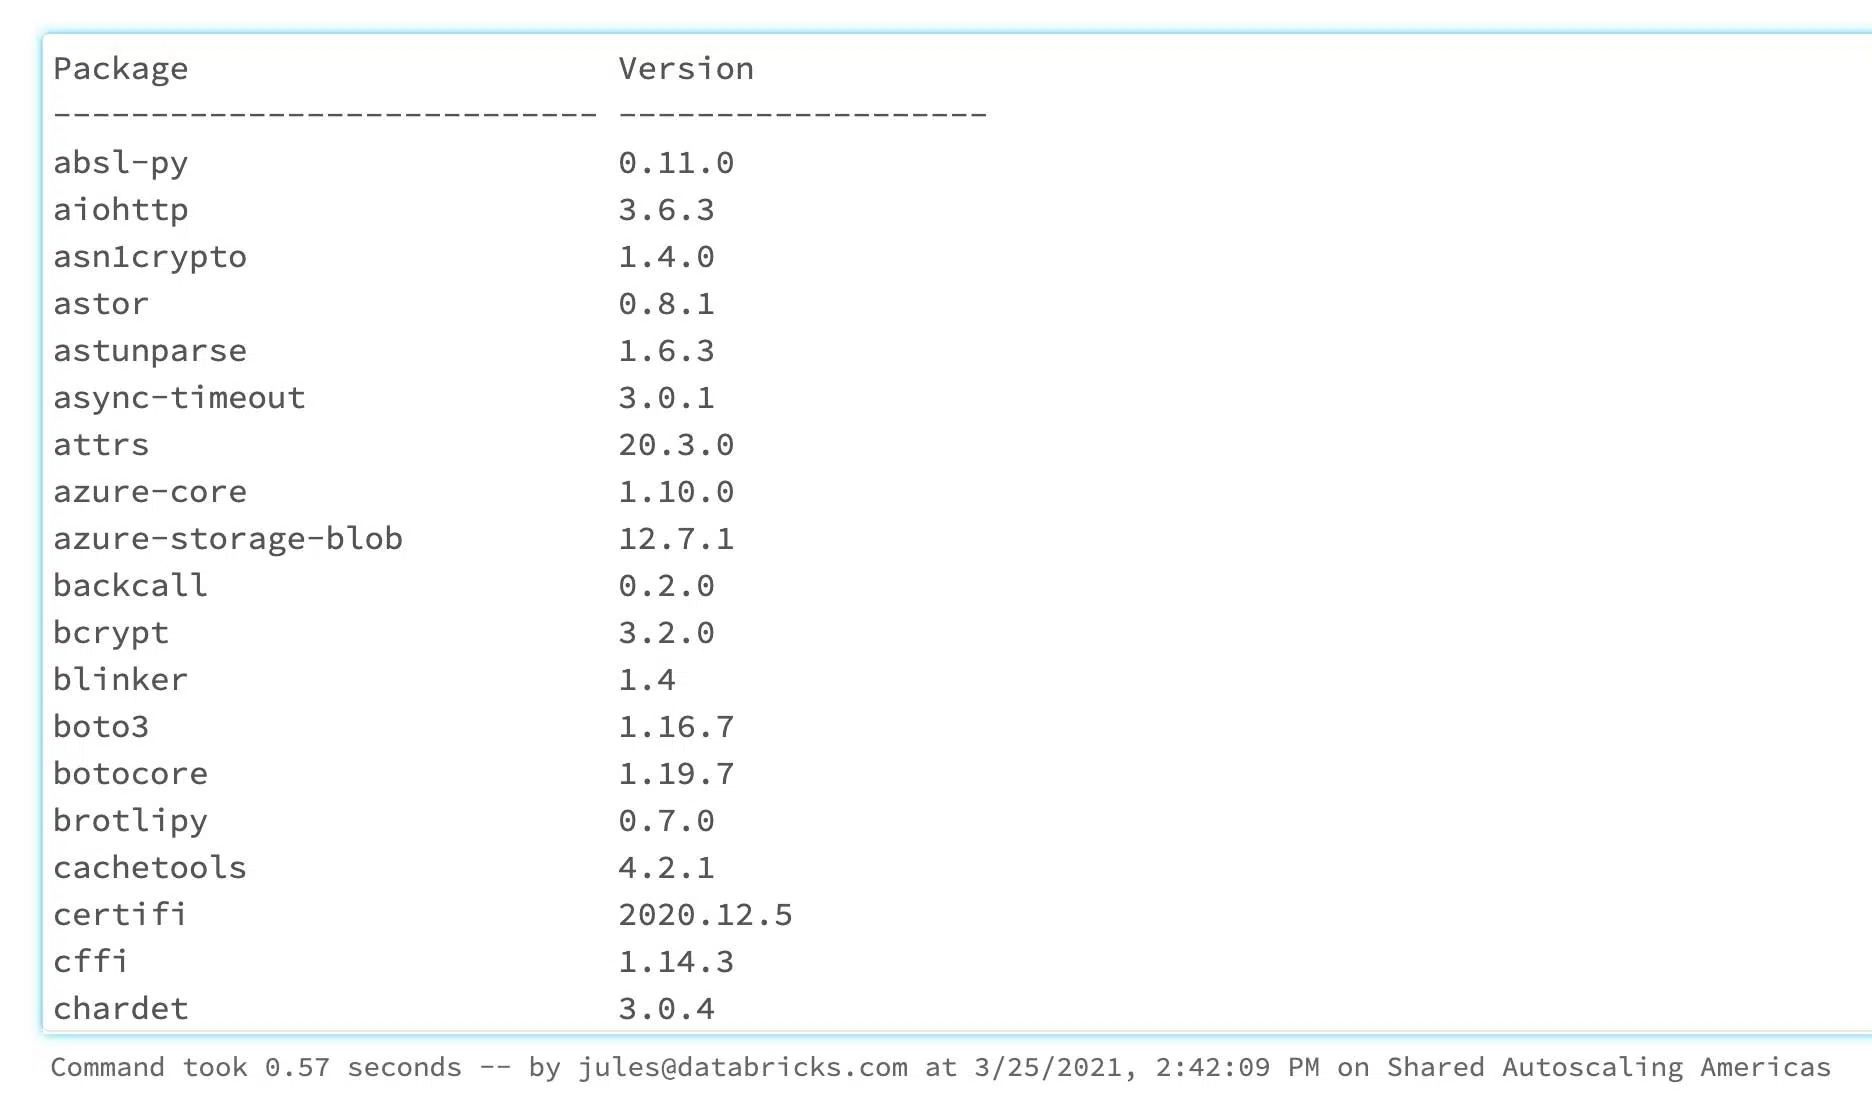 Package                      Version
---------------------------- -------------------
absl-py                      0.11.0
aiohttp                      3.6.3
asn1crypto                   1.4.0
astor                        0.8.1
astunparse                   1.6.3
async-timeout                3.0.1
attrs                        20.3.0
azure-core                   1.10.0
azure-storage-blob           12.7.1
backcall                     0.2.0
bcrypt                       3.2.0
blinker                      1.4
boto3                        1.16.7
botocore                     1.19.7
brotlipy                     0.7.0
cachetools                   4.2.1
certifi                      2020.12.5
cffi                         1.14.3
chardet                      3.0.4
Command took 0.57 seconds -- by jules@databricks.com at 3/25/2021, 2:42:09 PM on Shared Autoscaling Americas